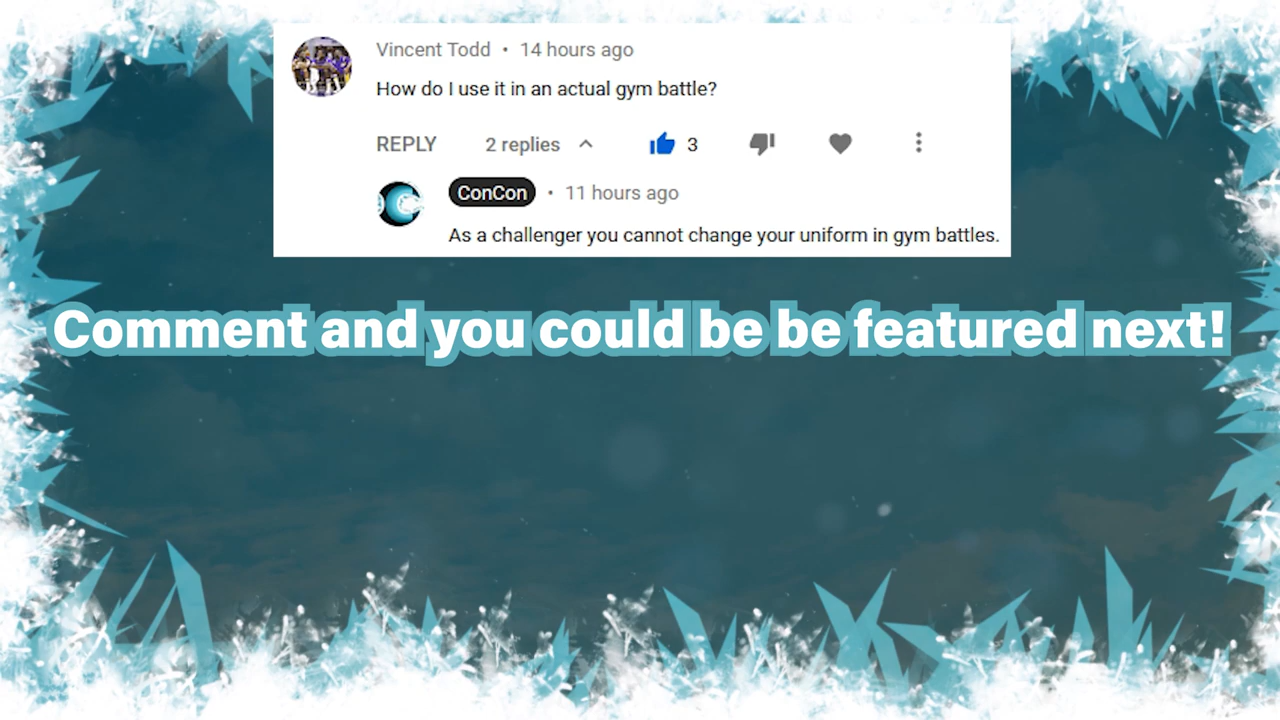 Vincent Todd • 14 hours ago
How do I use it in an actual gym battle?
REPLY 2 replies 3
ConCon • 11 hours ago
As a challenger you cannot change your uniform in gym battles.
Comment and you could be be featured next!